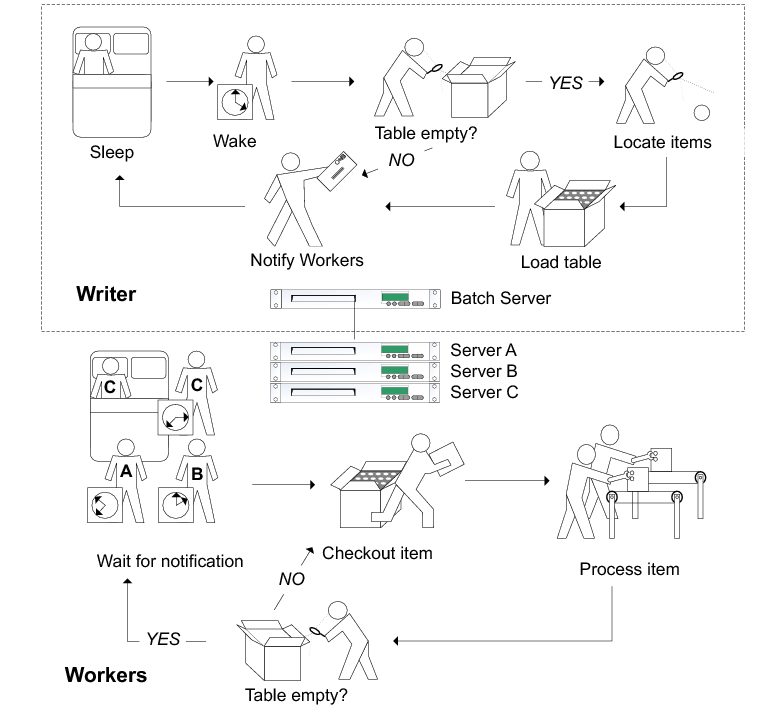 Sleep
Wake
Table empty?
YES
Locate items
NO
Notify Workers
Load table
Writer
Batch Server
Server A
Server B
Server C
C
C
A
B
Wait for notification
Checkout item
Process item
NO
YES
Table empty?
Workers